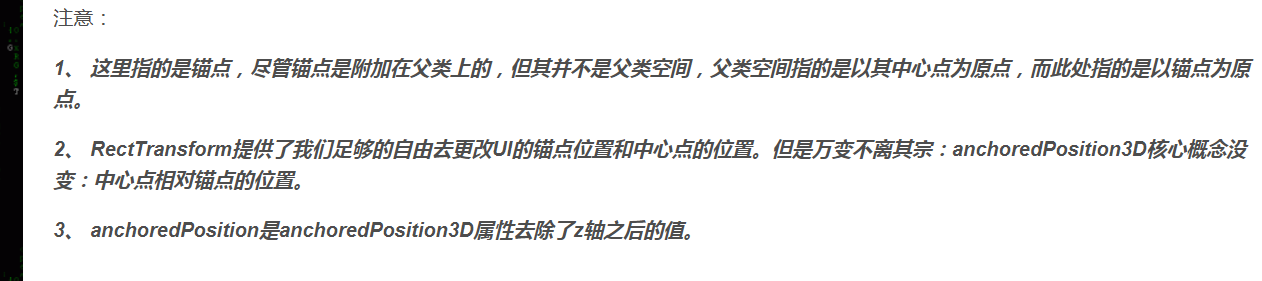 注意：
1、 这里指的是锚点，尽管锚点是附加在父类上的，但其并不是父类空间，父类空间指的是以其中心点为原点，而此处指的是以锚点为原
点。
2、 RectTransform提供了我们足够的自由去更改UI的锚点位置和中心点的位置。但是万变不离其宗：anchoredPosition3D核心概念没
变：中心点相对锚点的位置。
3、 anchoredPosition是anchoredPosition3D属性去除了z轴之后的值。